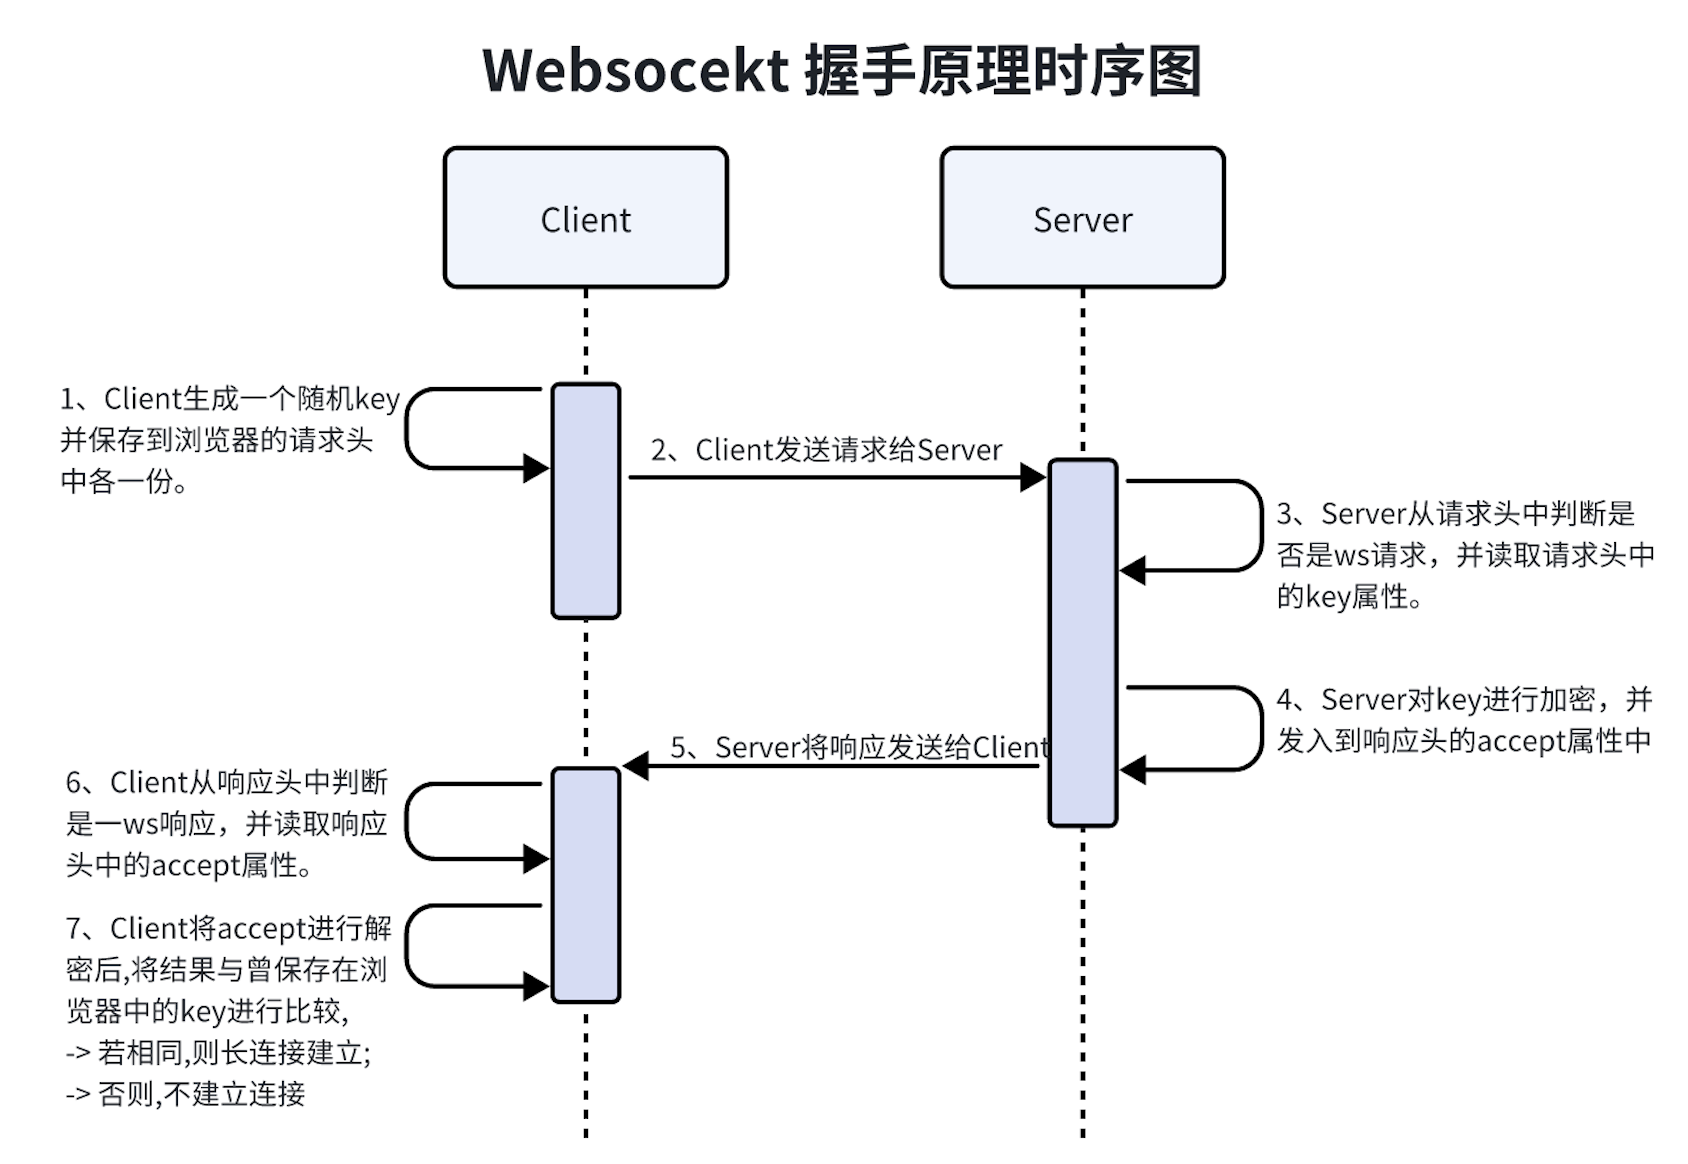 Websocekt 握手原理时序图
Client
Server
1、Client生成一个随机key
并保存到浏览器的请求头
中各一份。
2、Client发送请求给Server
3、Server从请求头中判断是
否是ws请求，并读取请求头中
的key属性。
4、Server对key进行加密，并
发入到响应头的accept属性中
5、Server将响应发送给Client
6、Client从响应头中判断
是一ws响应，并读取响应
头中的accept属性。
7、Client将accept进行解
密后,将结果与曾保存在浏
览器中的key进行比较,
-> 若相同,则长连接建立;
-> 否则,不建立连接